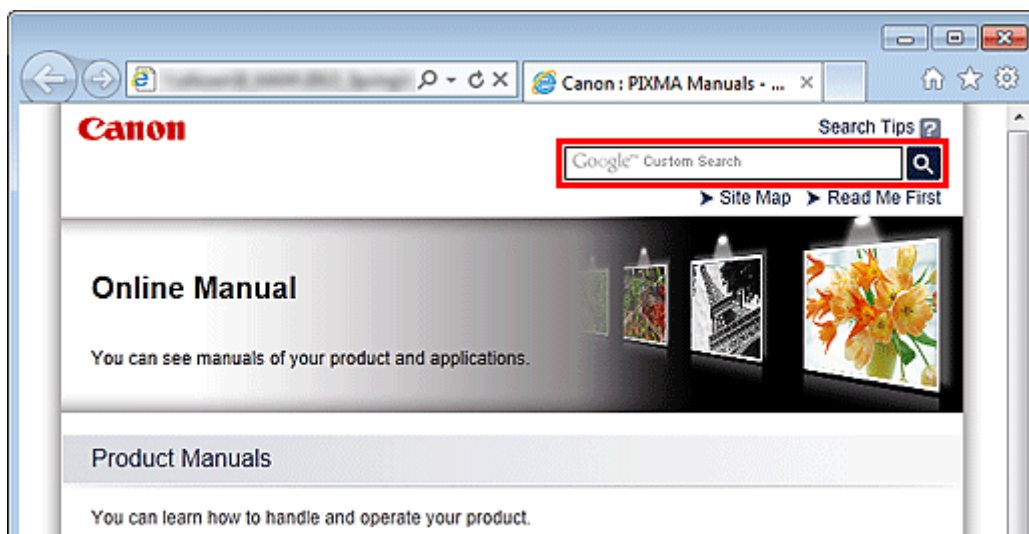 Canon : PIXMA Manuals - ...
Canon
Search Tips ?
Google™ Custom Search
Site Map Read Me First
Online Manual
You can see manuals of your product and applications.
Product Manuals
You can learn how to handle and operate your product.